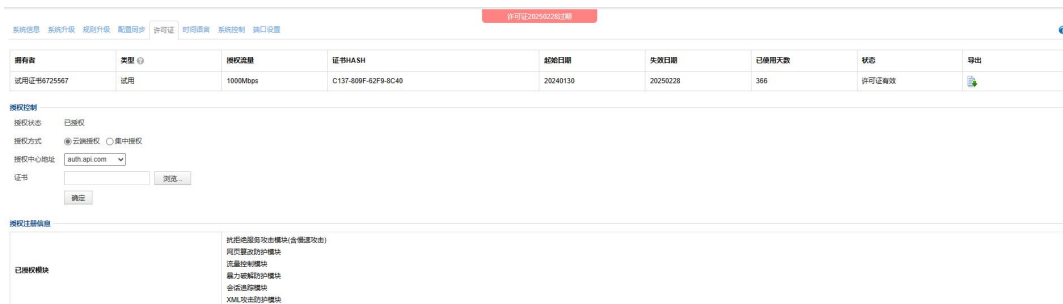 许可证20250228过期
系统信息 系统升级 规则升级 配置同步 许可证 时间语言 系统控制 端口设置
拥有者 类型 授权流量 证书HASH 起始日期 失效日期 已使用天数 状态 导出
试用证书6725567 试用 1000Mbps C137-809F-62F9-8C40 20240130 20250228 366 许可证有效
授权控制
授权状态 已授权
授权方式 云端授权 集中授权
授权中心地址 auth.api.com
证书 浏览...
确定
授权注册信息
抗拒绝服务攻击模块(含慢速攻击)
网页篡改防护模块
流量控制模块
已授权模块
暴力破解防护模块
会话追踪模块
XML攻击防护模块